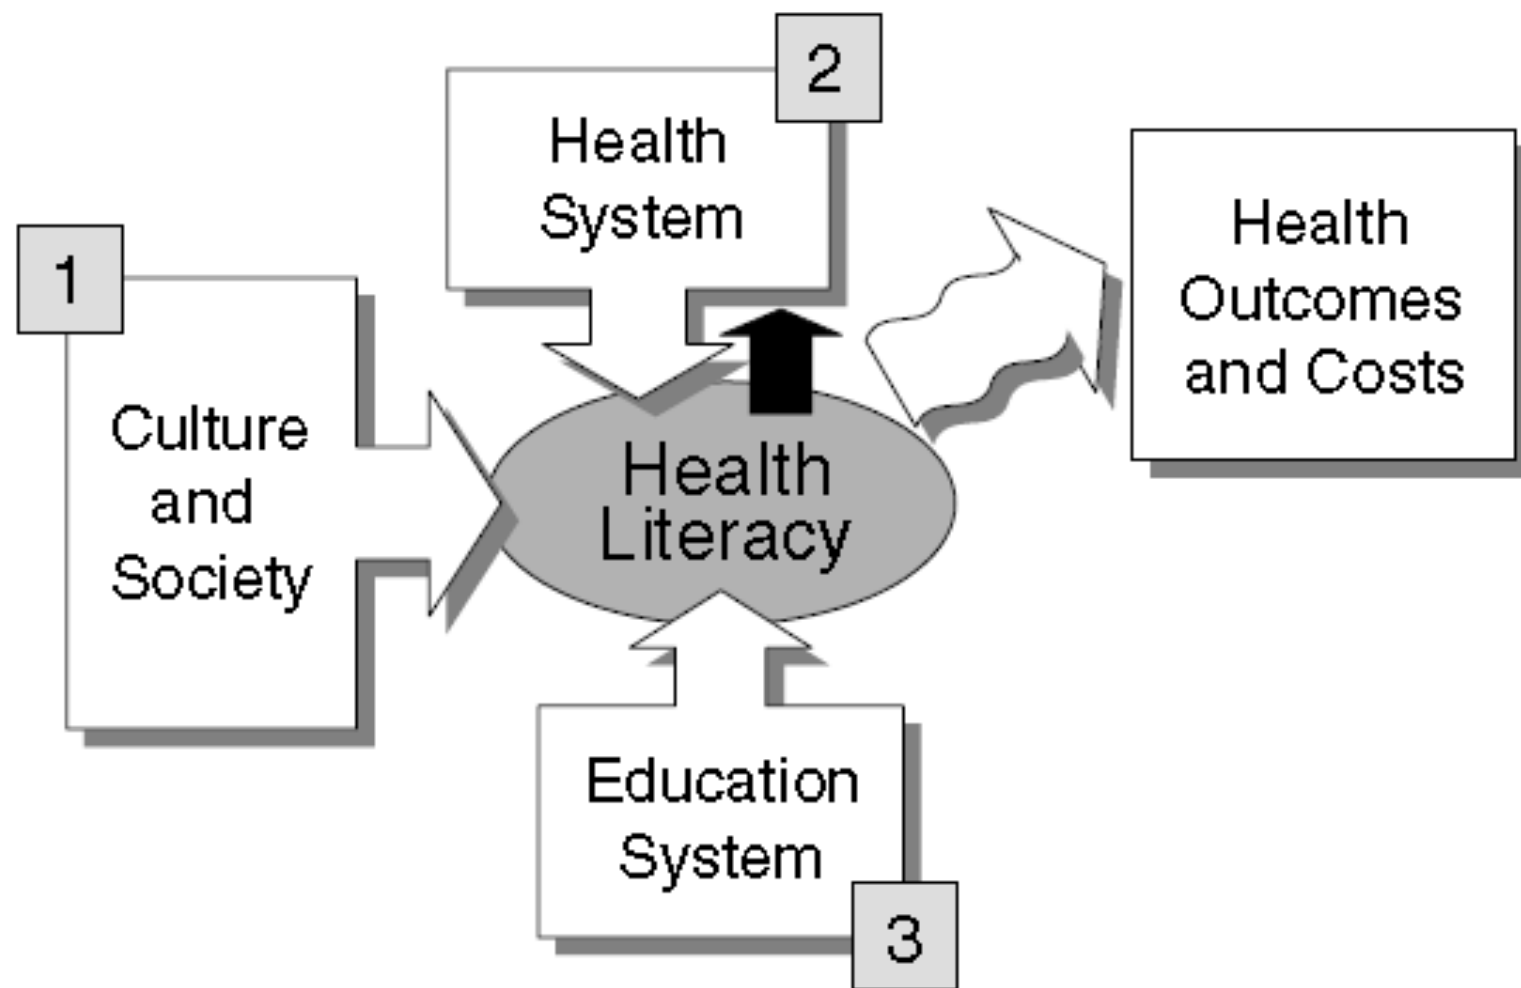 1
Culture
and
Society
2
Health
System
Health
Literacy
3
Education
System
Health
Outcomes
and Costs